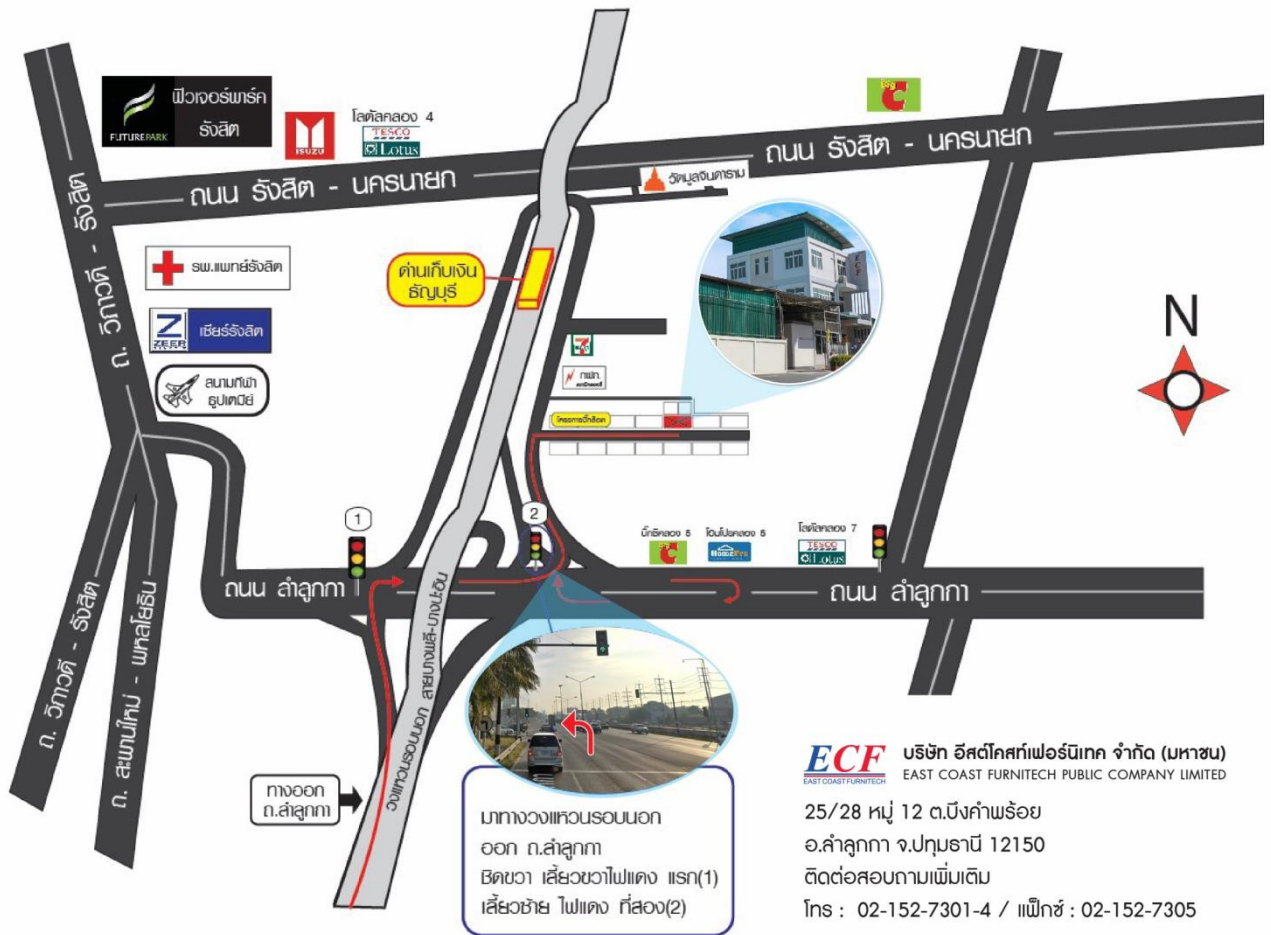 FUTUREPARK
ฟิวเจอร์พาร์ค
รังสิต
ISUZU
โลตัสคลอง 4
TESCO
Lotus
Big C
ถนน รังสิต - นครนายก
ถนน รังสิต - นครนายก
วัดมูลจินดาราม
ถ. วิภาวดี - รังสิต
รพ.แพทย์รังสิต
ด่านเก็บเงิน
ธัญบุรี
ECF
Z
ZEER
เซียร์รังสิต
N
สนามกีฬา
ธูปเตมีย์
7
กฟภ.
1
2
บิ๊กซีคลอง 5
โฮมโปรคลอง 5
HomePro
โลตัสคลอง 7
TESCO
Lotus
ถนน ลำลูกกา
ถนน ลำลูกกา
วงแหวนรอบนอก สายบางพลี-บางปะอิน
ถ. วิภาวดี - รังสิต
ถ. สะพานใหม่ - พหลโยธิน
ทางออก
ถ.ลำลูกกา
มาทางวงแหวนรอบนอก
ออก ถ.ลำลูกกา
ชิดขวา เลี้ยวขวาไฟแดง แรก(1)
เลี้ยวซ้าย ไฟแดง ที่สอง(2)
ECF
EAST COAST FURNITECH
บริษัท อีสต์โคสท์เฟอร์นิเทค จำกัด (มหาชน)
EAST COAST FURNITECH PUBLIC COMPANY LIMITED
25/28 หมู่ 12 ต.บึงคำพร้อย
อ.ลำลูกกา จ.ปทุมธานี 12150
ติดต่อสอบถามเพิ่มเติม
โทร : 02-152-7301-4 / แฟ็กซ์ : 02-152-7305